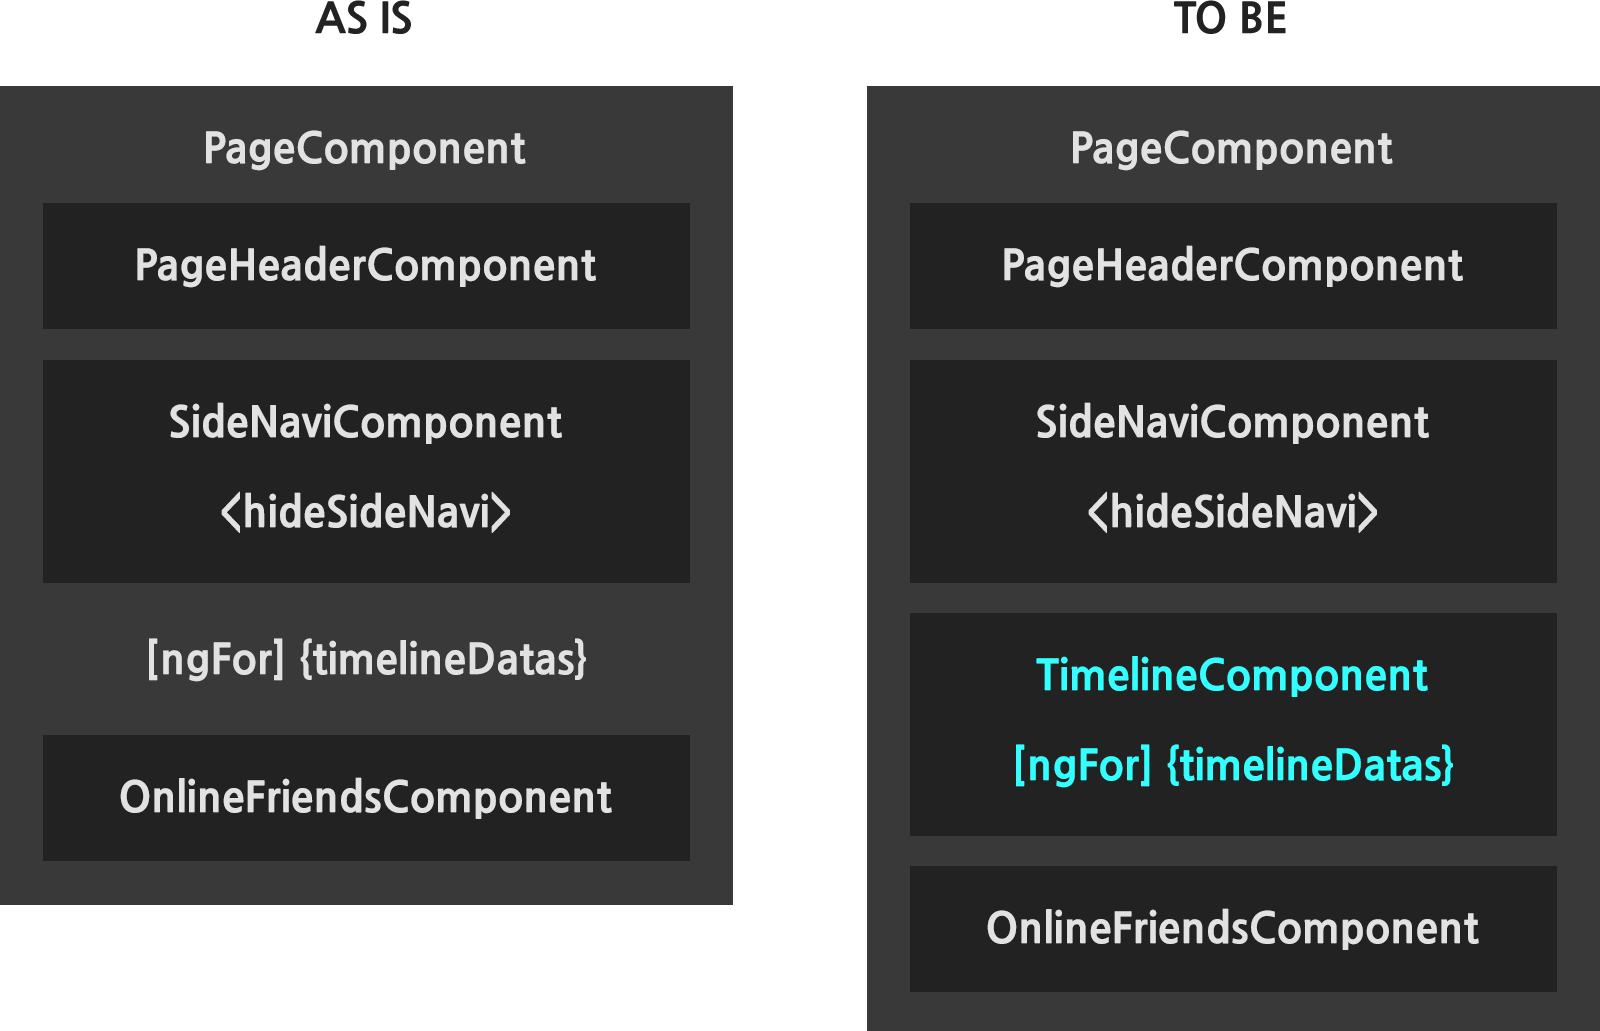 AS IS
PageComponent
PageHeaderComponent
SideNaviComponent
<hideSideNavi>
[ngFor] {timelineDatas}
OnlineFriendsComponent
TO BE
PageComponent
PageHeaderComponent
SideNaviComponent
<hideSideNavi>
TimelineComponent
[ngFor] {timelineDatas}
OnlineFriendsComponent